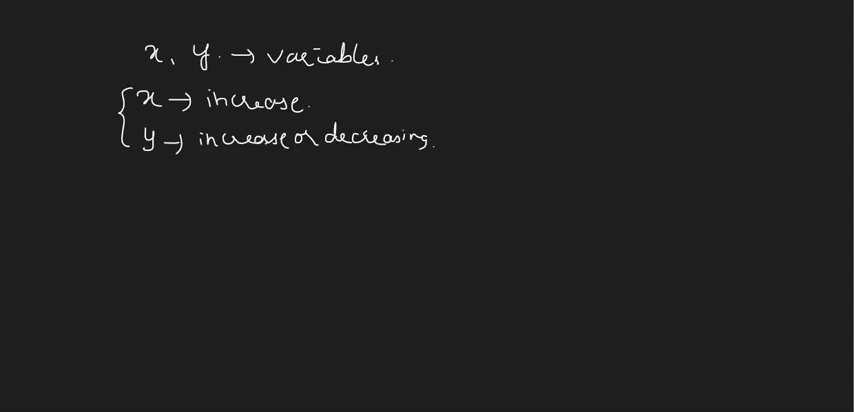 x, y. → variables.
x → increase.
y → increase or decreasing.